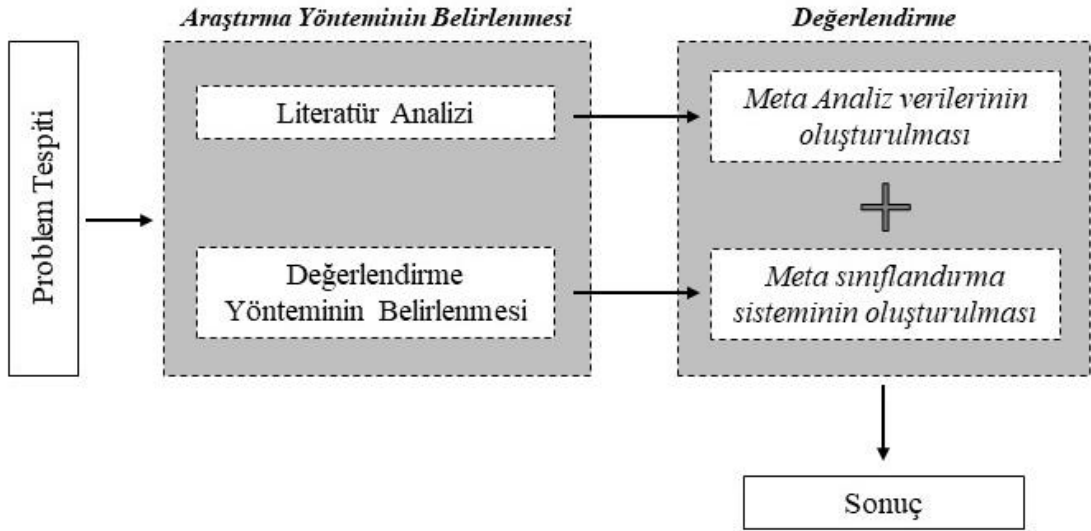 Araştırma Yönteminin Belirlenmesi
Değerlendirme
Problem Tespiti
Literatür Analizi
Meta Analiz verilerinin
oluşturulması
Değerlendirme
Yönteminin Belirlenmesi
Meta sınıflandırma
sisteminin oluşturulması
Sonuç